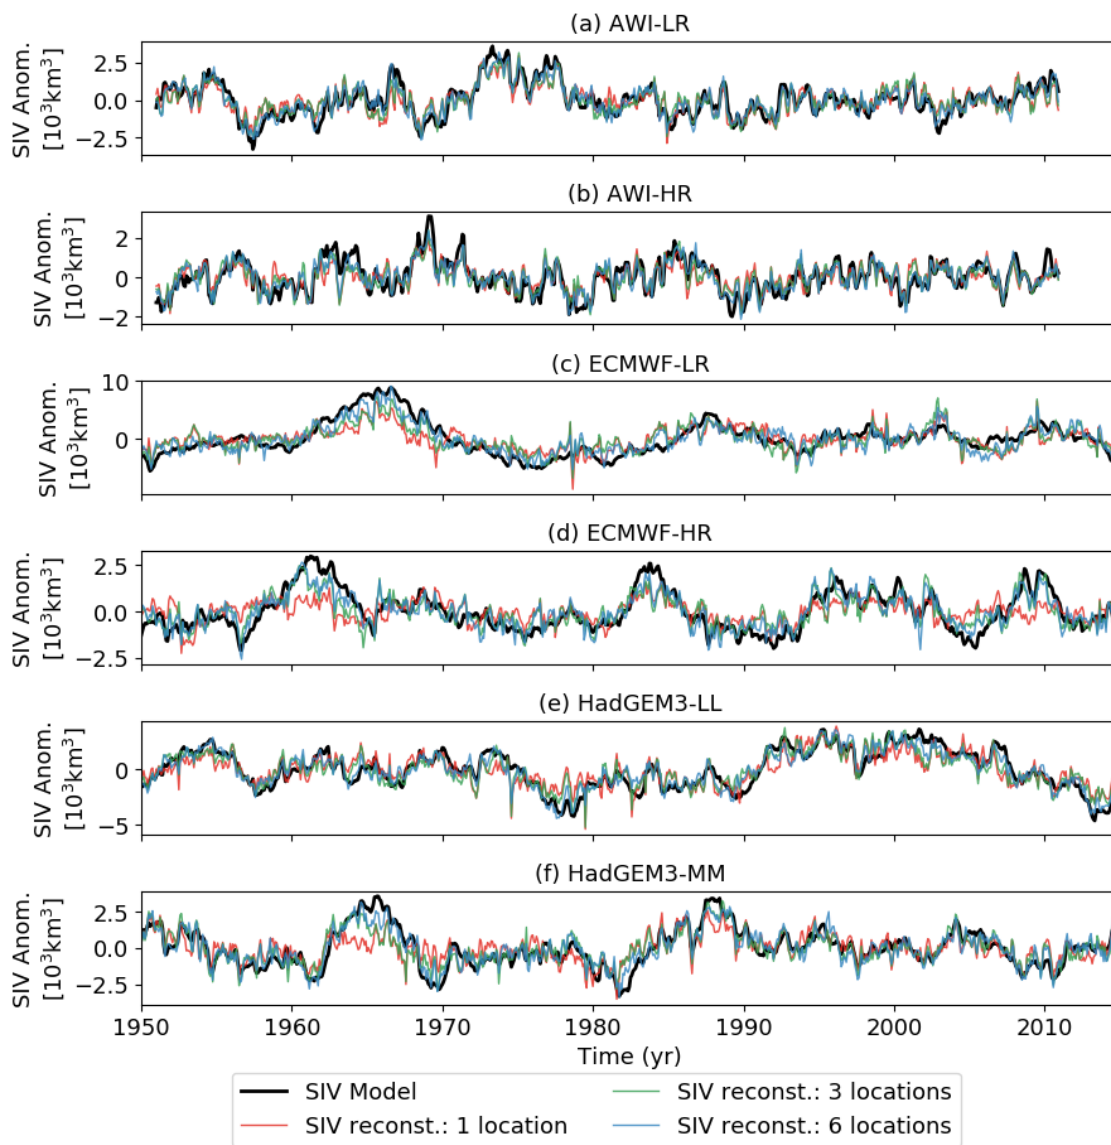 (a) AWI-LR
SIV Anom.
[10³km³]
2.5
0.0
−2.5
(b) AWI-HR
SIV Anom.
[10³km³]
2
0
−2
(c) ECMWF-LR
SIV Anom.
[10³km³]
10
0
(d) ECMWF-HR
SIV Anom.
[10³km³]
2.5
0.0
−2.5
(e) HadGEM3-LL
SIV Anom.
[10³km³]
0
−5
(f) HadGEM3-MM
SIV Anom.
[10³km³]
2.5
0.0
−2.5
1950 1960 1970 1980 1990 2000 2010
Time (yr)
SIV Model
SIV reconst.: 1 location
SIV reconst.: 3 locations
SIV reconst.: 6 locations